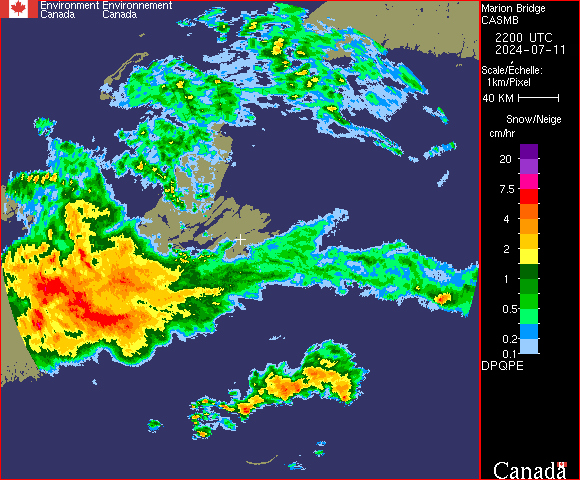 Environment Environnement
Canada Canada
Marion Bridge
CASMB
2200 UTC
2024-07-11
Scale/Échelle:
1km/Pixel
40 KM
Snow/Neige
cm/hr
20
7.5
4
2
1
0.5
0.2
0.1
DPQPE
Canada